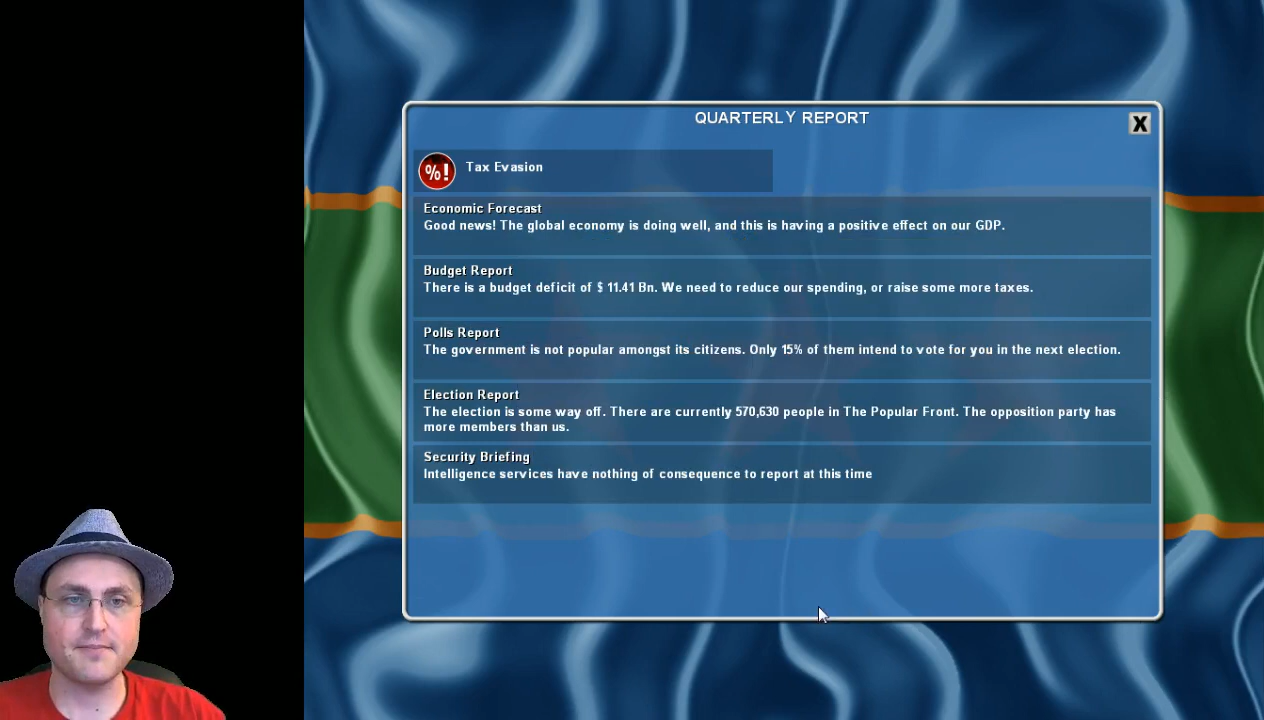 QUARTERLY REPORT
X
%! Tax Evasion
Economic Forecast
Good news! The global economy is doing well, and this is having a positive effect on our GDP.
Budget Report
There is a budget deficit of $ 11.41 Bn. We need to reduce our spending, or raise some more taxes.
Polls Report
The government is not popular amongst its citizens. Only 15% of them intend to vote for you in the next election.
Election Report
The election is some way off. There are currently 570,630 people in The Popular Front. The opposition party has
more members than us.
Security Briefing
Intelligence services have nothing of consequence to report at this time